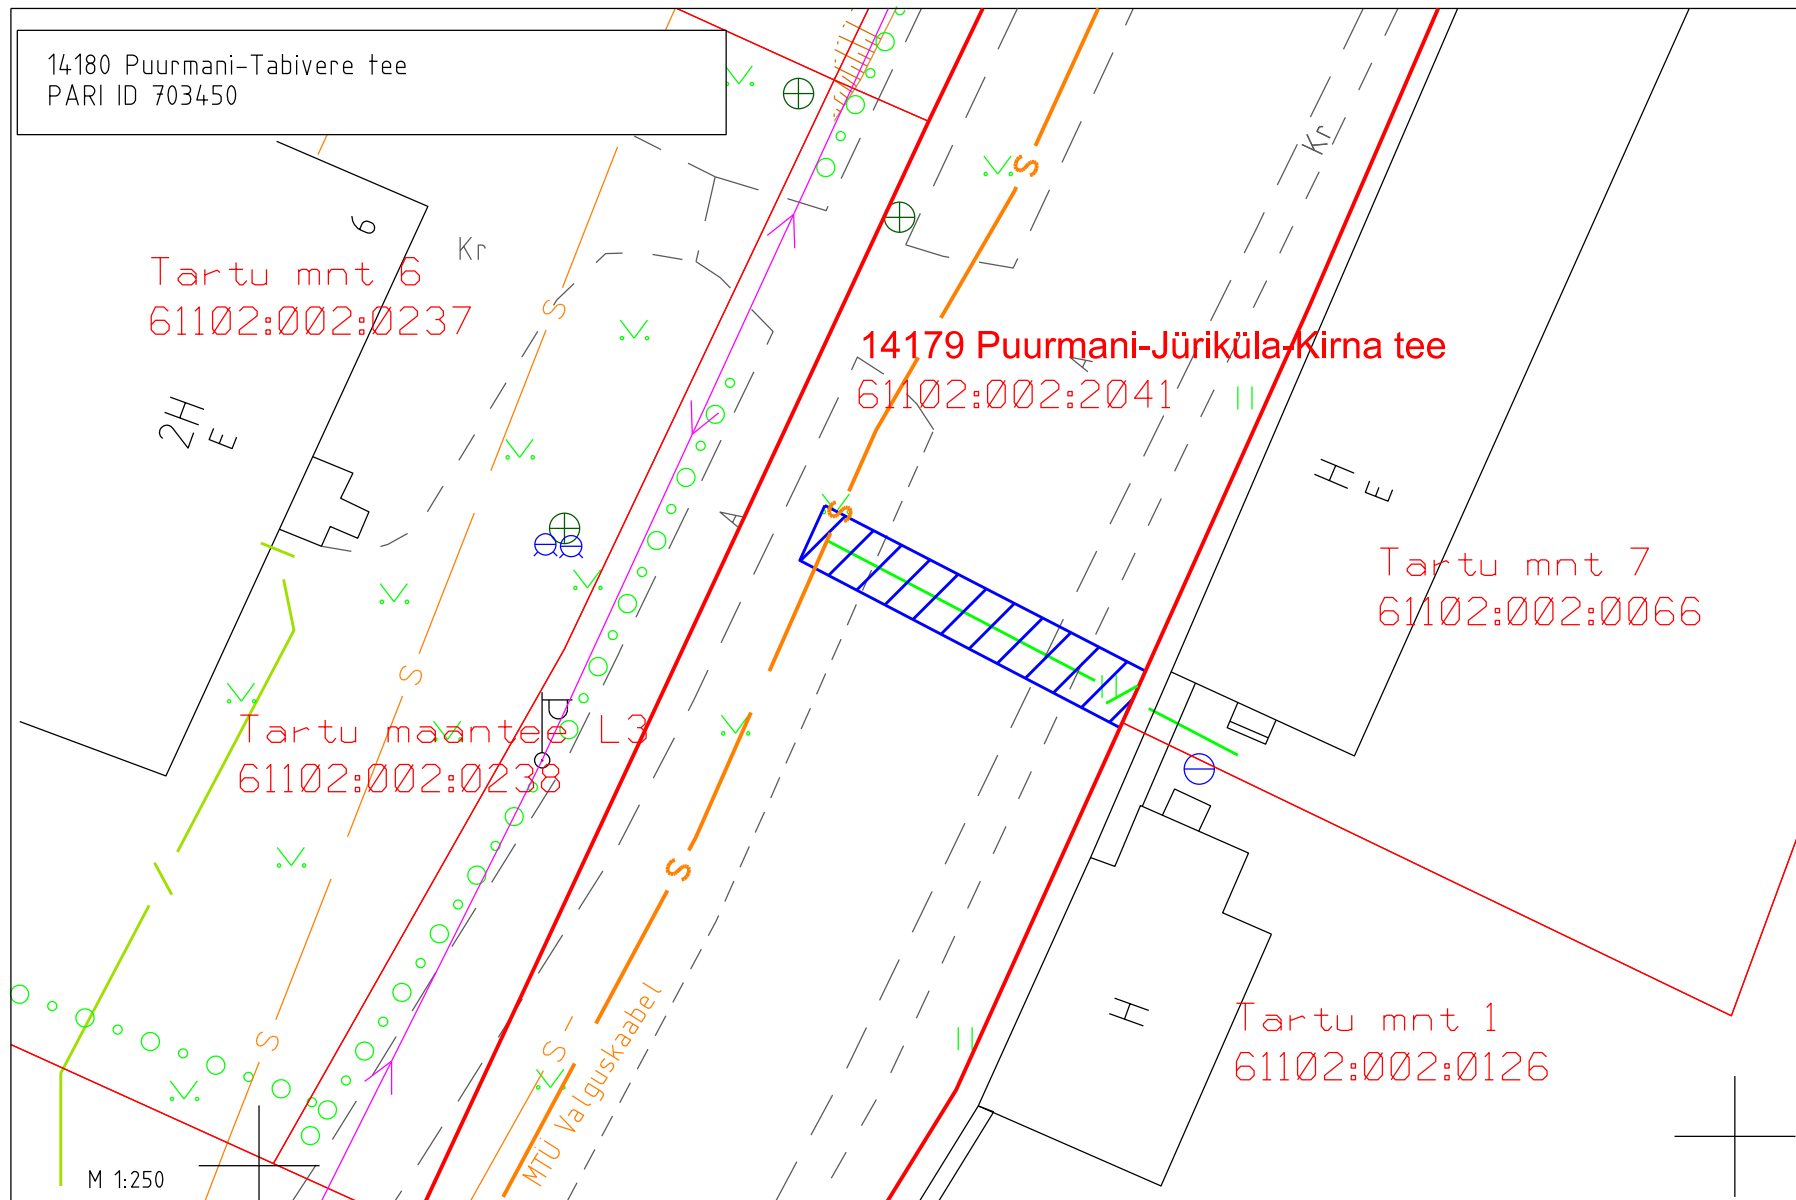 14180 Puurmani-Tabivere tee
PARI ID 703450
Kr
6
Kr
Tartu mnt 6
61102:002:0237
S
S
14179 Puurmani-Jüriküla-Kirna tee
A
61102:002:2041
2H
E
H
E
S
A
Tartu mnt 7
61102:002:0066
S
Tartu maantee L3
61102:002:0238
S
H
Tartu mnt 1
61102:002:0126
S
S
MTÜ Valguskaabel
M 1:250